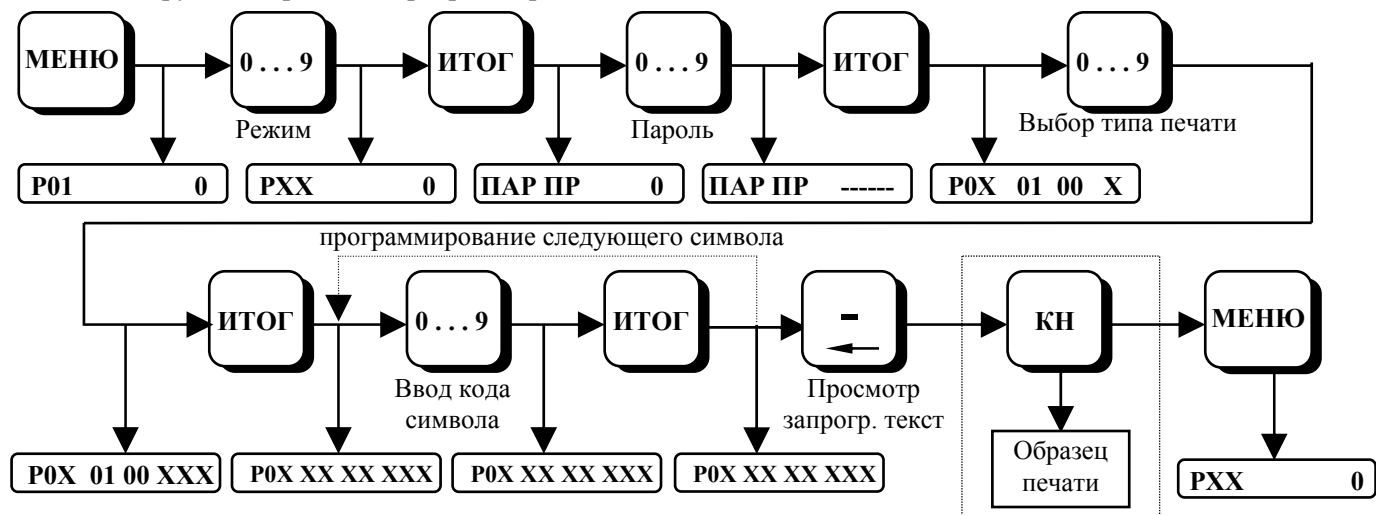 МЕНЮ 0 . . . 9 ИТОГ 0 . . . 9 ИТОГ 0 . . . 9
Режим Пароль Выбор типа печати
Р01 0 РХХ 0 ПАР ПР 0 ПАР ПР ------ Р0Х 01 00 Х
программирование следующего символа
ИТОГ 0 . . . 9 ИТОГ - КН МЕНЮ
Ввод кода символа
Просмотр запрогр. текст
Образец печати
Р0Х 01 00 ХХХ Р0Х ХХ ХХ ХХХ Р0Х ХХ ХХ ХХХ Р0Х ХХ ХХ ХХХ РХХ 0